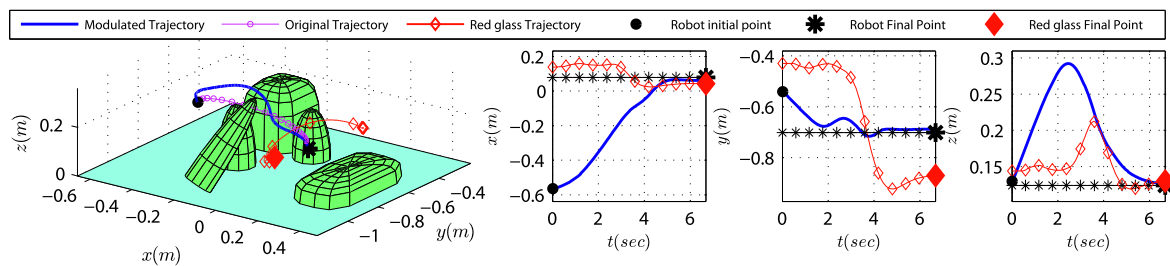 Modulated Trajectory Original Trajectory Red glass Trajectory Robot initial point Robot Final Point Red glass Final Point
z(m)
0.2
0
−0.6
−0.4
−0.2
0
0.2
0.4
x(m)
−1
−0.8
−0.6
−0.4
y(m)
x(m)
0.2
0
−0.2
−0.4
−0.6
0 2 4 6
t(sec)
y(m)
−0.4
−0.6
−0.8
0 2 4 6
t(sec)
z(m)
0.3
0.25
0.2
0.15
0 2 4 6
t(sec)